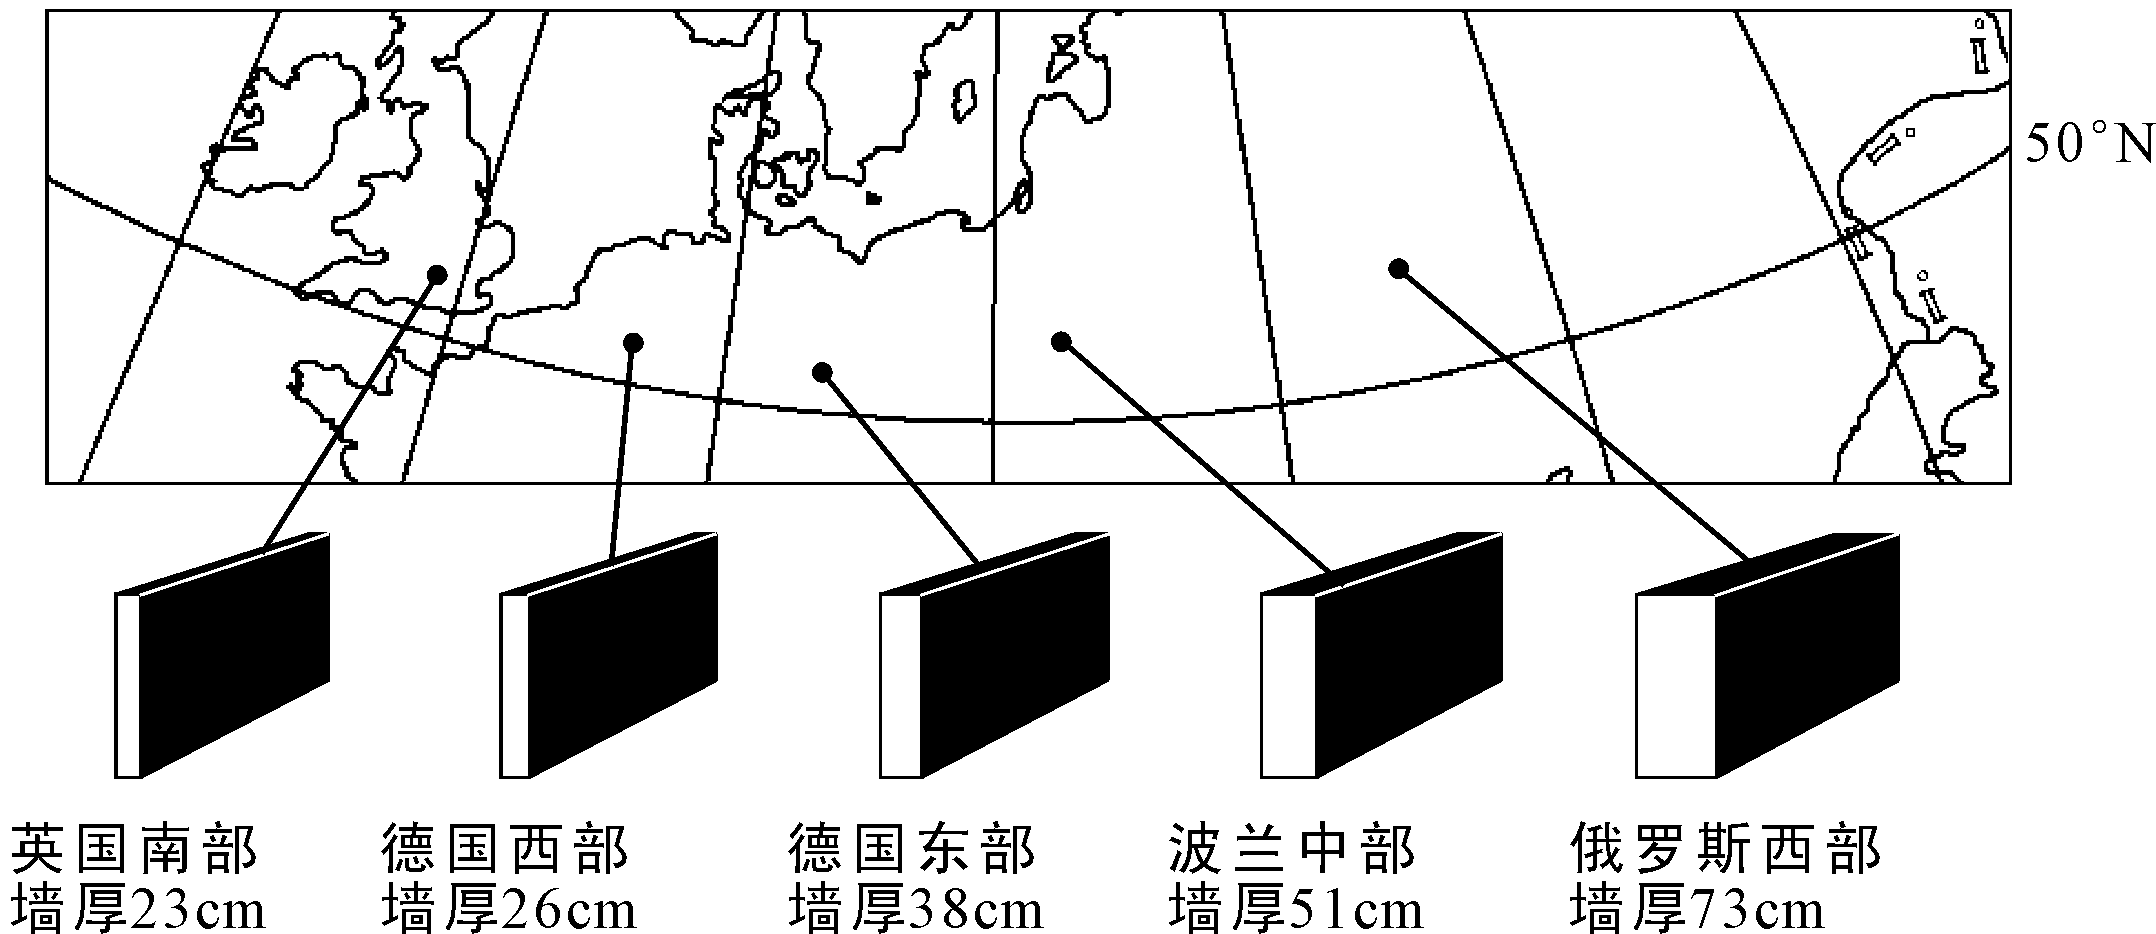 50°N
英国南部
墙厚23cm
德国西部
墙厚26cm
德国东部
墙厚38cm
波兰中部
墙厚51cm
俄罗斯西部
墙厚73cm